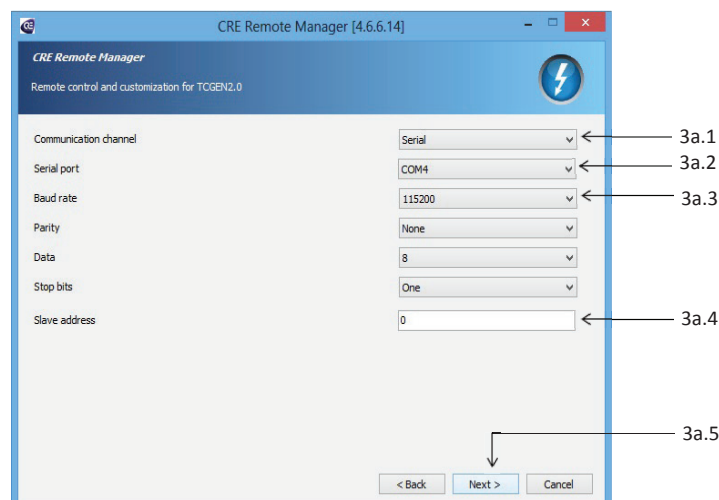 CRE Remote Manager [4.6.6.14]
CRE Remote Manager
Remote control and customization for TCGEN2.0
Communication channel Serial 3a.1
Serial port COM4 3a.2
Baud rate 115200 3a.3
Parity None
Data 8
Stop bits One
Slave address 0 3a.4
3a.5
< Back Next > Cancel